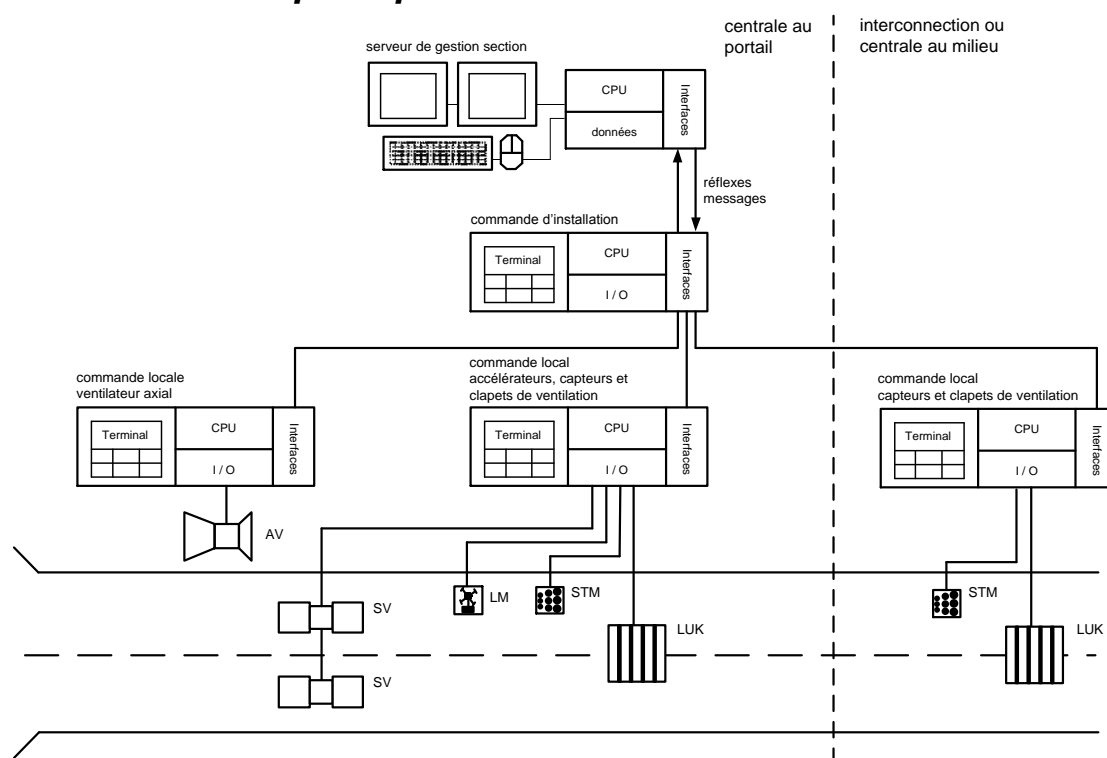 centrale au
portail
interconnection ou
centrale au milieu
serveur de gestion section
CPU
données
Interfaces
réflexes
messages
commande d'installation
Terminal
CPU
I / O
Interfaces
commande locale
ventilateur axial
Terminal
CPU
I / O
Interfaces
commande local
accélérateurs, capteurs et
clapets de ventilation
Terminal
CPU
I / O
Interfaces
commande local
capteurs et clapets de ventilation
Terminal
CPU
I / O
Interfaces
AV
SV
LM
STM
LUK
STM
LUK
SV